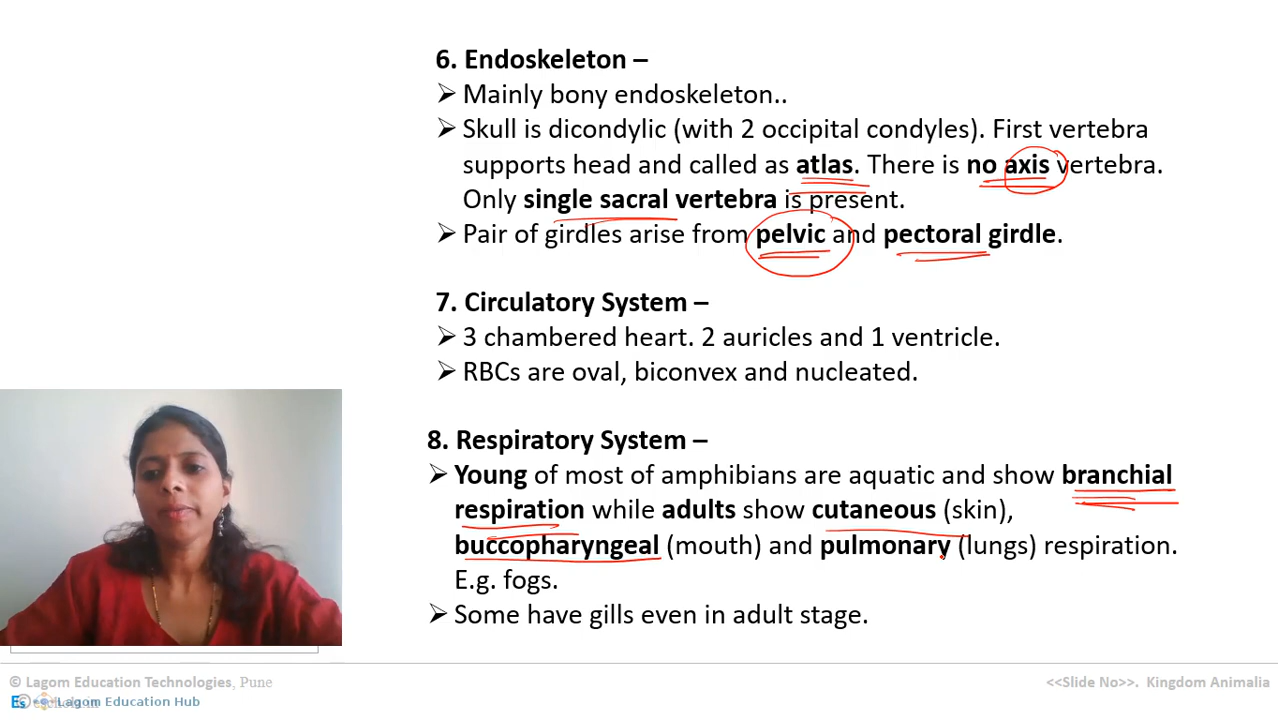 6. Endoskeleton –
➢ Mainly bony endoskeleton..
➢ Skull is dicondylic (with 2 occipital condyles). First vertebra
supports head and called as atlas. There is no axis vertebra.
Only single sacral vertebra is present.
➢ Pair of girdles arise from pelvic and pectoral girdle.
7. Circulatory System –
➢ 3 chambered heart. 2 auricles and 1 ventricle.
➢ RBCs are oval, biconvex and nucleated.
8. Respiratory System –
➢ Young of most of amphibians are aquatic and show branchial
respiration while adults show cutaneous (skin),
buccopharyngeal (mouth) and pulmonary (lungs) respiration.
E.g. fogs.
➢ Some have gills even in adult stage.
© Lagom Education Technologies, Pune
<<Slide No>>. Kingdom Animalia
Lagom Education Hub